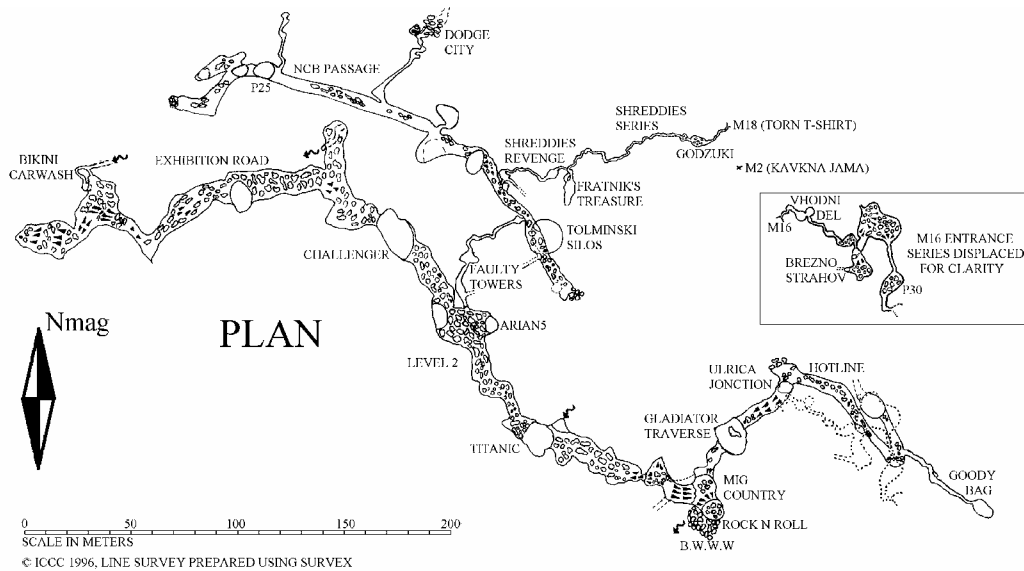 DODGE
CITY
NCB PASSAGE
P25
SHREDDIES
SERIES
M18 (TORN T-SHIRT)
GODZUKI
M2 (KAVKNA JAMA)
SHREDDIES
REVENGE
FRATNIK'S
TREASURE
BIKINI
CARWASH
EXHIBITION ROAD
TOLMINSKI
SILOS
CHALLENGER
FAULTY
TOWERS
VHODNI
DEL
M16
M16 ENTRANCE
SERIES DISPLACED
FOR CLARITY
BREZNO
STRAHOV
P30
Nmag
PLAN
ARIAN5
LEVEL 2
ULRICA
JONCTION
HOTLINE
GLADIATOR
TRAVERSE
TITANIC
MIG
COUNTRY
GOODY
BAG
ROCK N ROLL
B.W.W.W
0 50 100 150 200
SCALE IN METERS
© ICCC 1996, LINE SURVEY PREPARED USING SURVEX